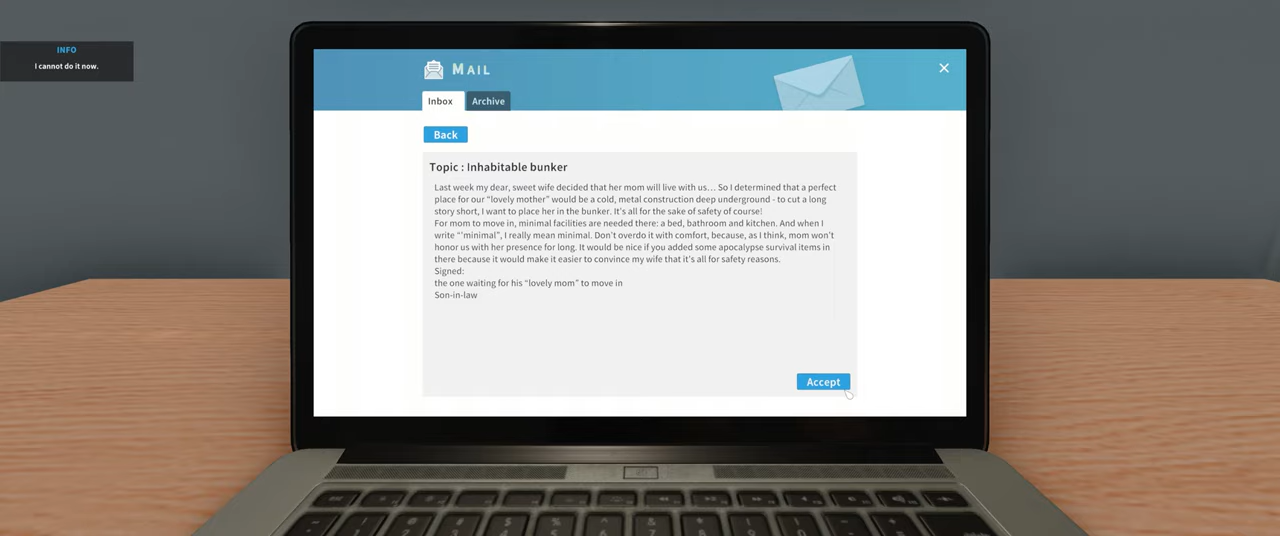 INFO
I cannot do it now.
MAIL
Inbox
Archive
Back
Topic : Inhabitable bunker
Last week my dear, sweet wife decided that her mom will live with us... So I determined that a perfect
place for our “lovely mother” would be a cold, metal construction deep underground - to cut a long
story short, I want to place her in the bunker. It's all for the sake of safety of course!
For mom to move in, minimal facilities are needed there: a bed, bathroom and kitchen. And when I
write “'minimal”, I really mean minimal. Don't overdo it with comfort, because, as I think, mom won't
honor us with her presence for long. It would be nice if you added some apocalypse survival items in
there because it would make it easier to convince my wife that it's all for safety reasons.
Signed:
the one waiting for his “lovely mom” to move in
Son-in-law
Accept
esc